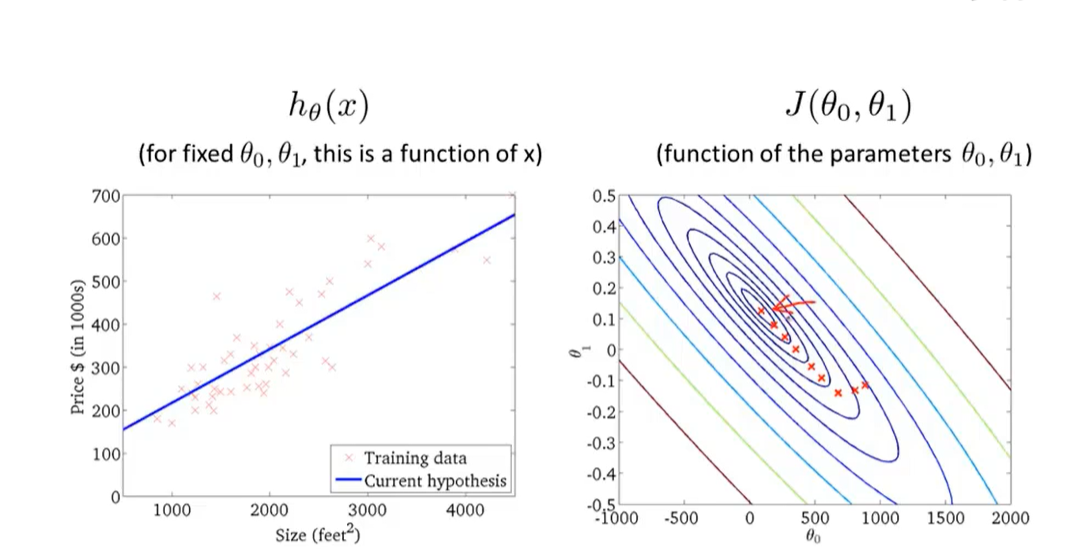 hθ(x)
(for fixed θ0, θ1, this is a function of x)
700
600
500
400
300
200
100
0
Price $ (in 1000s)
1000 2000 3000 4000
Size (feet²)
Training data
Current hypothesis
J(θ0, θ1)
(function of the parameters θ0, θ1)
0.5
0.4
0.3
0.2
0.1
0
-0.1
-0.2
-0.3
-0.4
-0.5
θ1
-1000 -500 0 500 1000 1500 2000
θ0